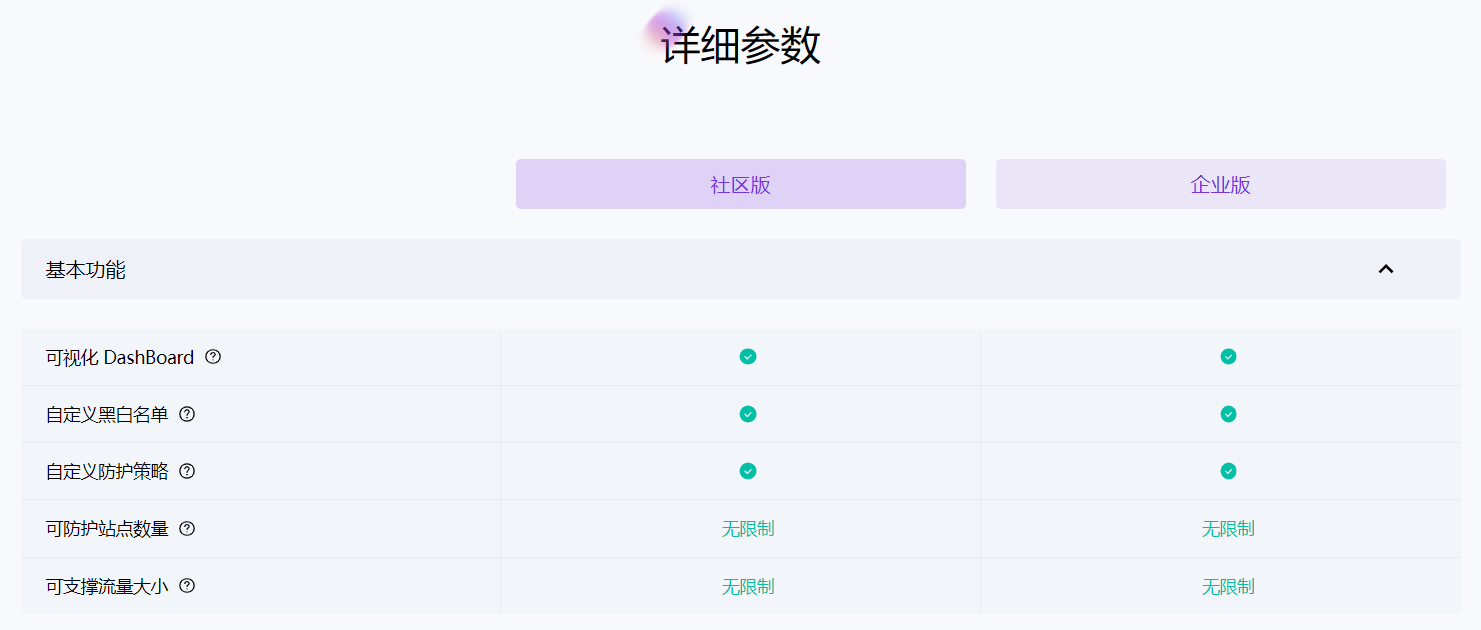 详细参数
社区版 企业版
基本功能
可视化 DashBoard
自定义黑白名单
自定义防护策略
可防护站点数量 无限制 无限制
可支撑流量大小 无限制 无限制